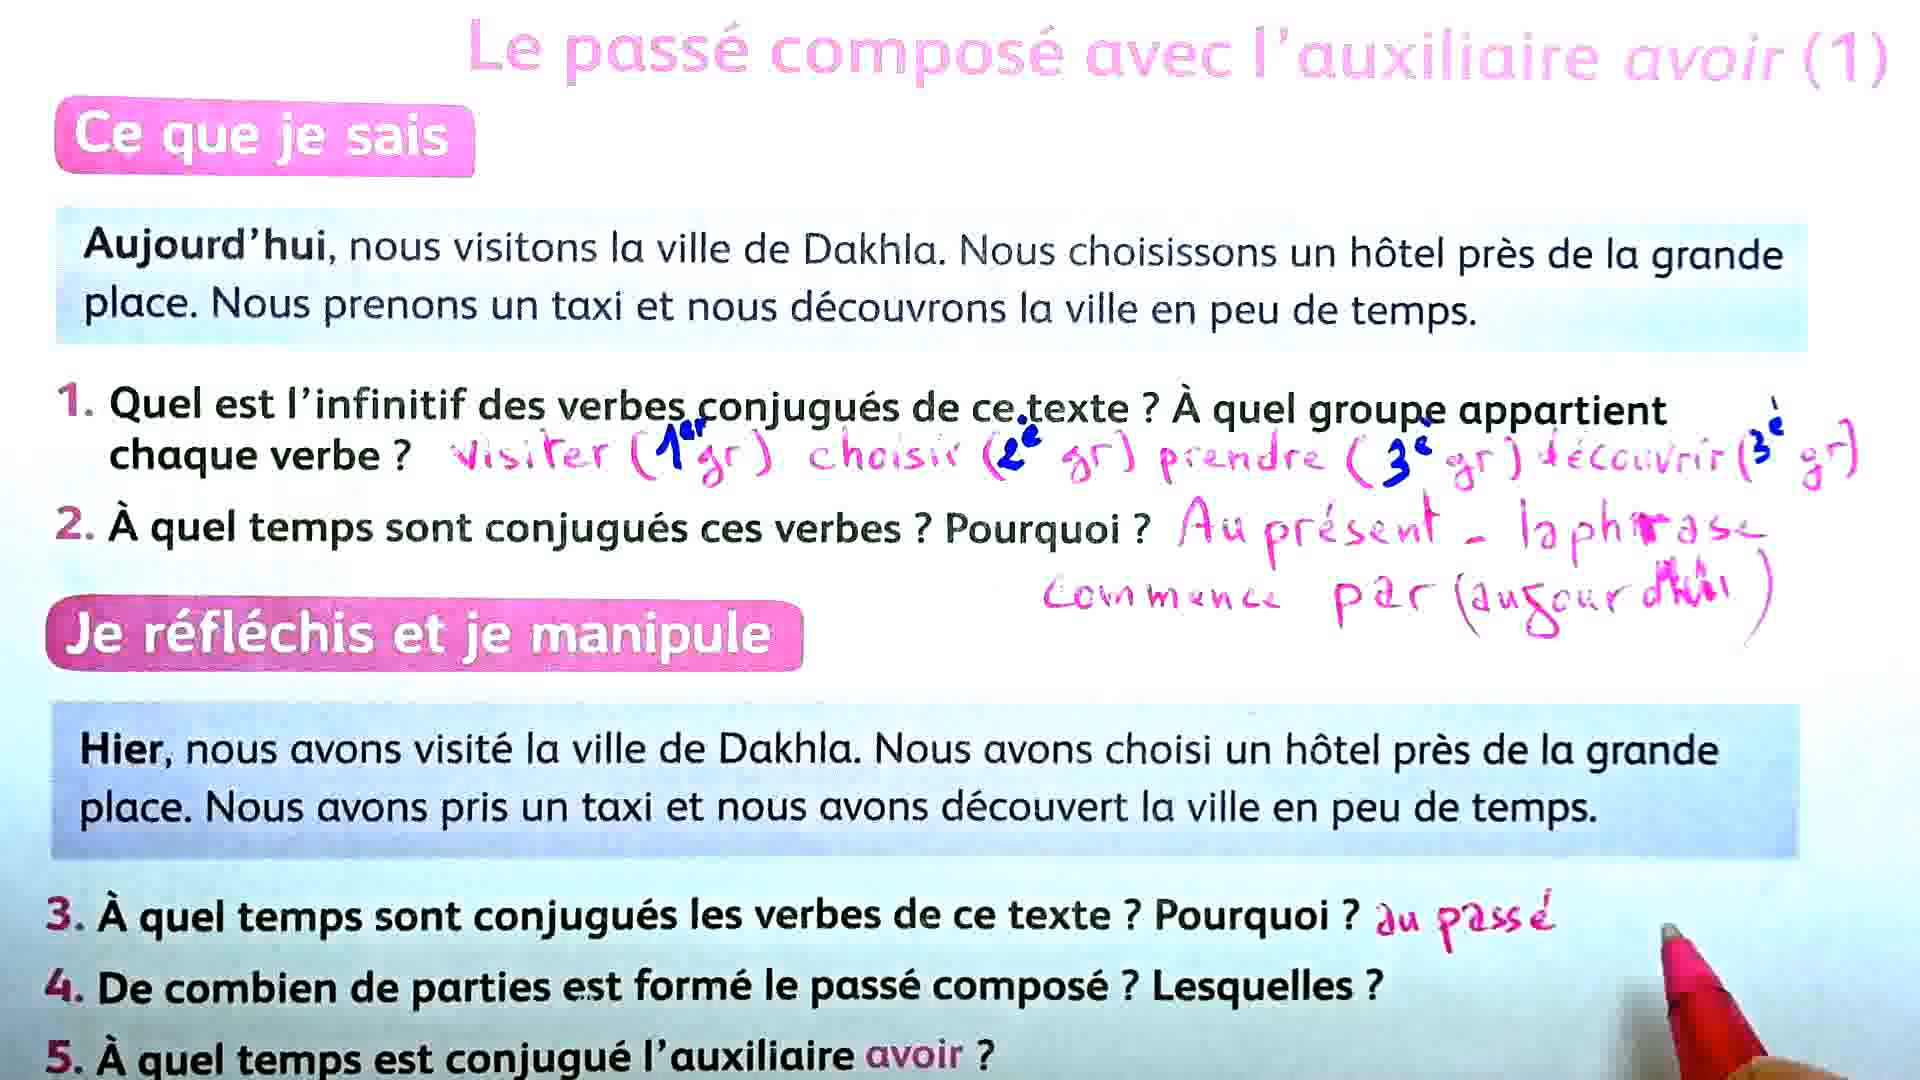 Le passé composé avec l'auxiliaire avoir (1)
Ce que je sais
Aujourd'hui, nous visitons la ville de Dakhla. Nous choisissons un hôtel près de la grande
place. Nous prenons un taxi et nous découvrons la ville en peu de temps.
1. Quel est l'infinitif des verbes conjugués de ce texte ? À quel groupe appartient
chaque verbe ? visiter (1er gr) choisir (2è gr) prendre (3è gr) découvrir (3è gr)
2. À quel temps sont conjugués ces verbes ? Pourquoi ? Au présent - la phrase
commence par (aujourd'hui)
Je réfléchis et je manipule
Hier, nous avons visité la ville de Dakhla. Nous avons choisi un hôtel près de la grande
place. Nous avons pris un taxi et nous avons découvert la ville en peu de temps.
3. À quel temps sont conjugués les verbes de ce texte ? Pourquoi ? au passé
4. De combien de parties est formé le passé composé ? Lesquelles ?
5. À quel temps est conjugué l'auxiliaire avoir ?